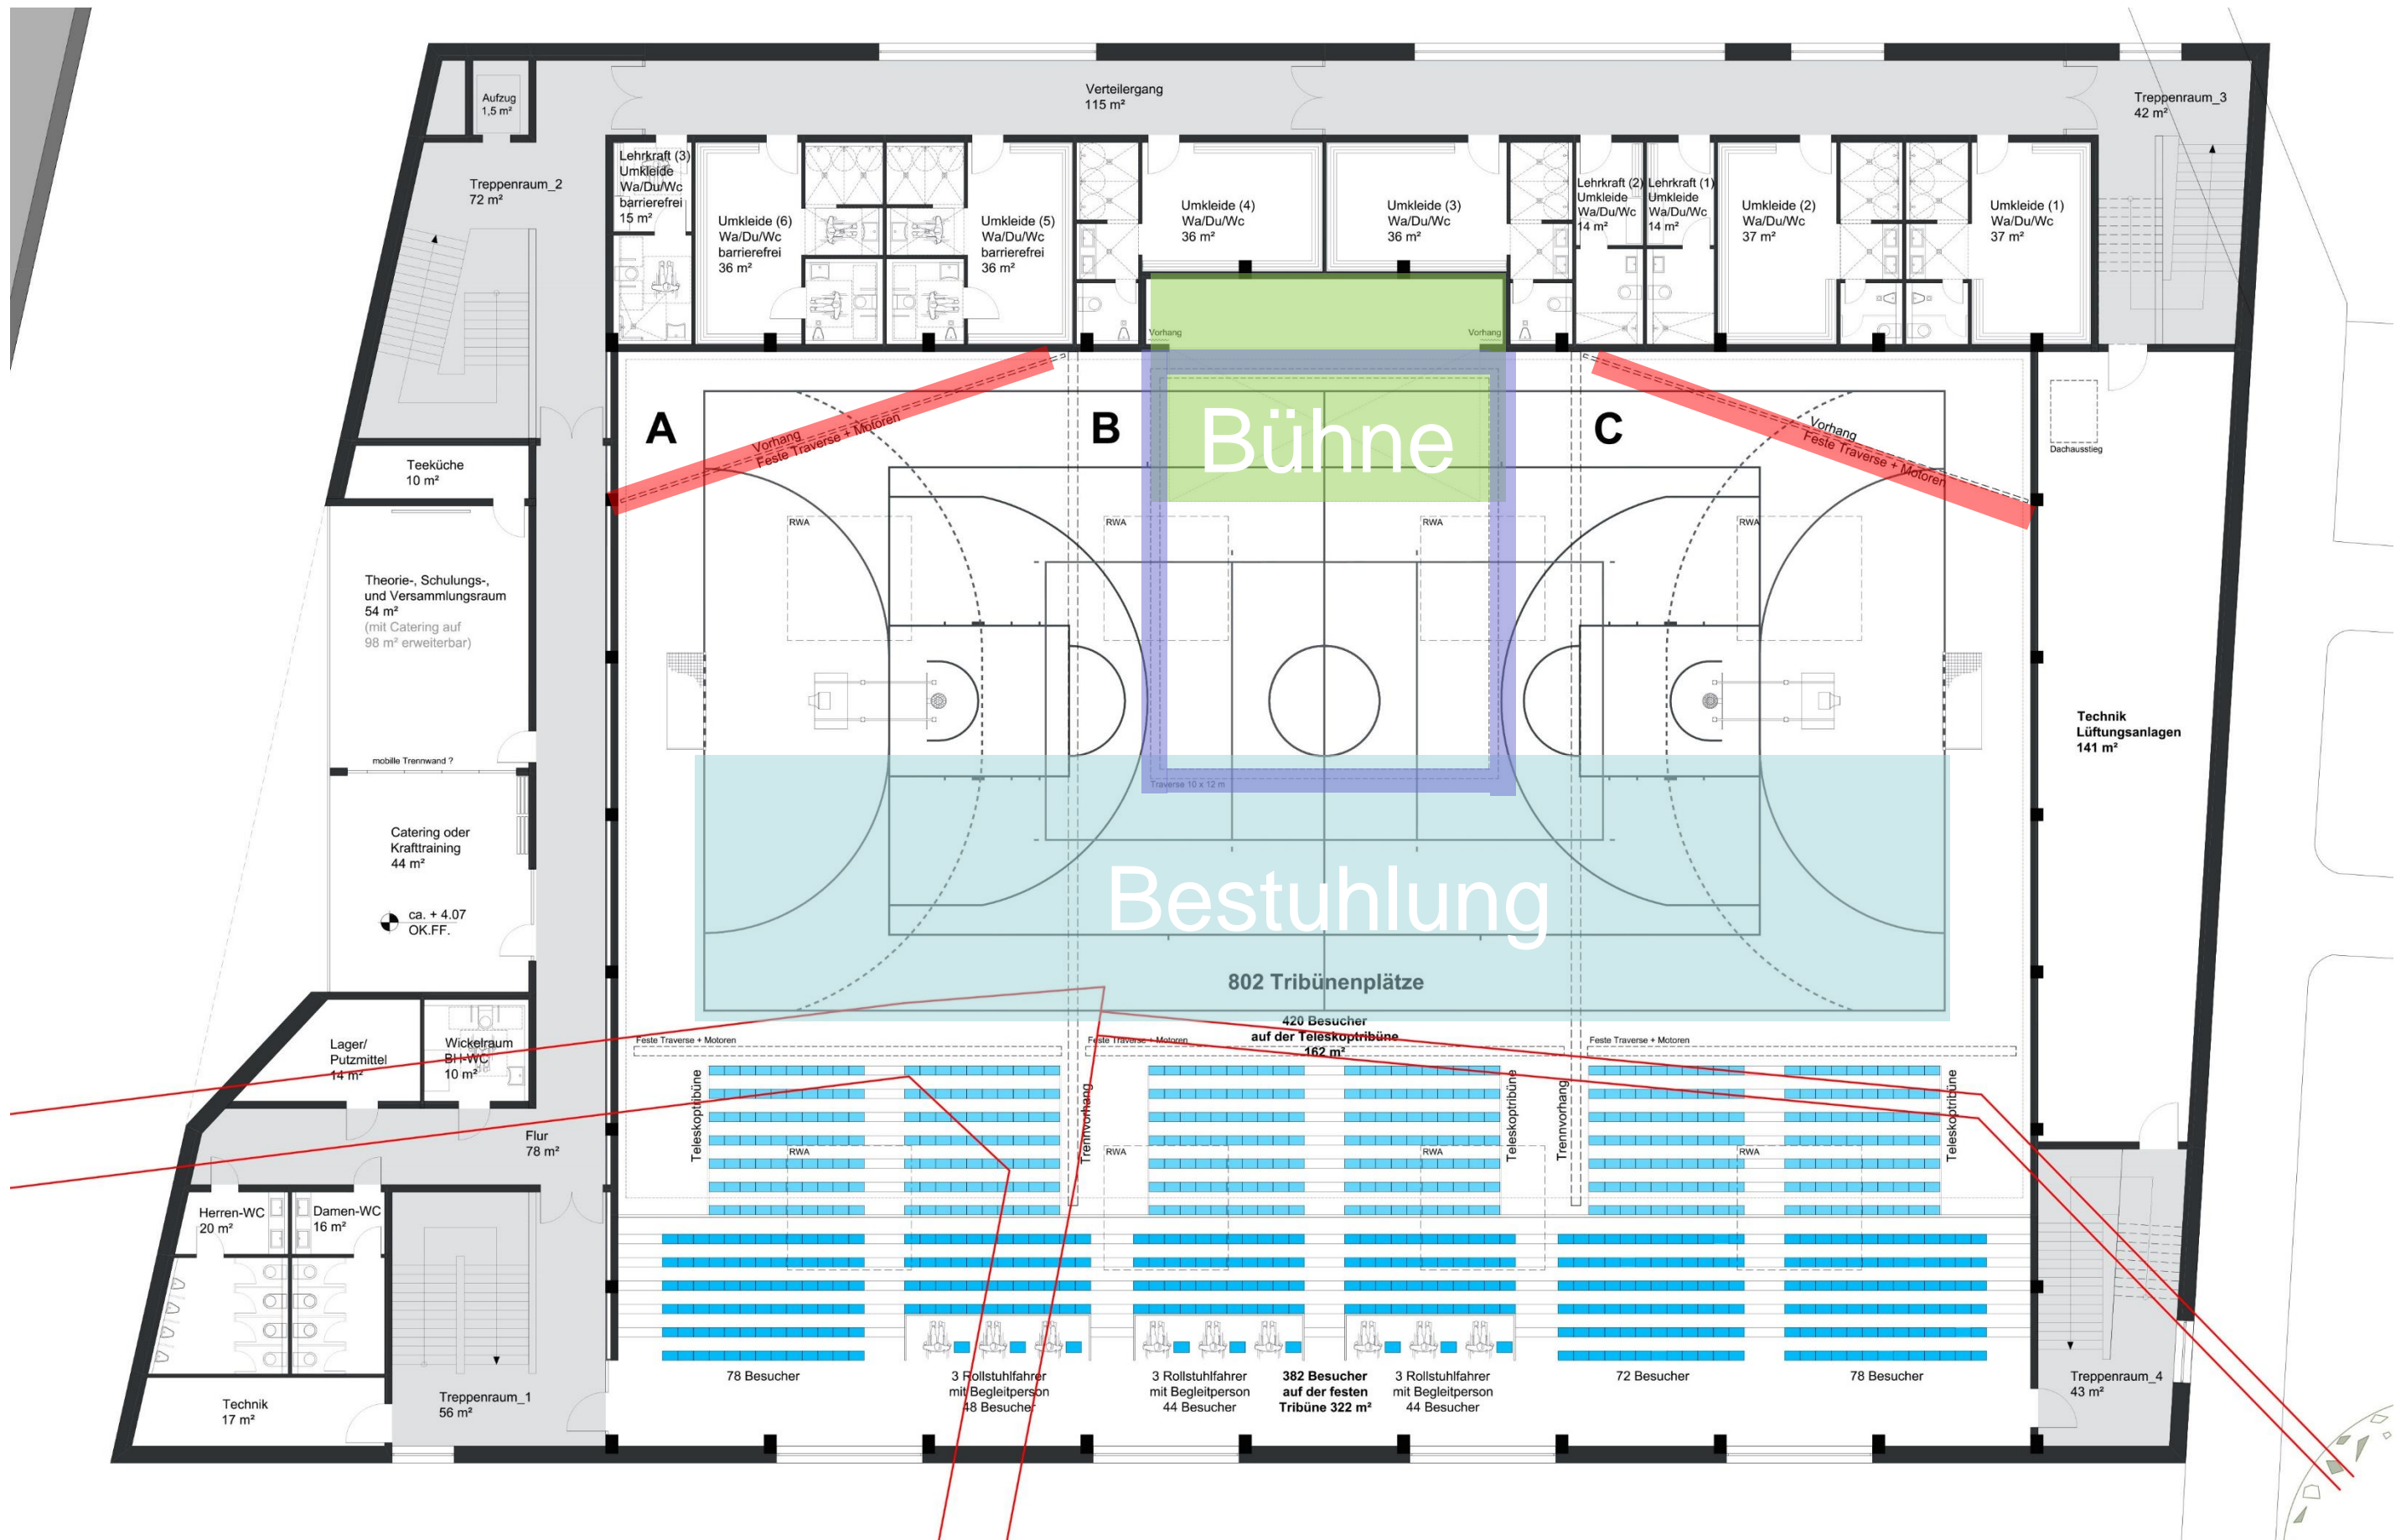 Aufzug
1,5 m²
Verteilergang
115 m²
Treppenraum_3
42 m²
Treppenraum_2
72 m²
Lehrkraft (3)
Umkleide
Wa/Du/Wc
barrierefrei
15 m²
Umkleide (6)
Wa/Du/Wc
barrierefrei
36 m²
Umkleide (5)
Wa/Du/Wc
barrierefrei
36 m²
Umkleide (4)
Wa/Du/Wc
36 m²
Umkleide (3)
Wa/Du/Wc
36 m²
Lehrkraft (2)
Umkleide
Wa/Du/Wc
14 m²
Lehrkraft (1)
Umkleide
Wa/Du/Wc
14 m²
Umkleide (2)
Wa/Du/Wc
37 m²
Umkleide (1)
Wa/Du/Wc
37 m²
Vorhang
Vorhang
A
Vorhang
Feste Traverse + Motoren
B
Bühne
C
Vorhang
Feste Traverse + Motoren
Dachausstieg
Teeküche
10 m²
RWA
RWA
RWA
RWA
Theorie-, Schulungs-,
und Versammlungsraum
54 m²
(mit Catering auf
98 m² erweiterbar)
mobille Trennwand ?
Technik
Lüftungsanlagen
141 m²
Traverse 10 x 12 m
Catering oder
Krafttraining
44 m²
ca. + 4.07
OK.FF.
Bestuhlung
802 Tribünenplätze
420 Besucher
auf der Teleskoptribüne
162 m²
Lager/
Putzmittel
14 m²
Wickelraum
BH-WC
10 m²
Feste Traverse + Motoren
Feste Traverse + Motoren
Feste Traverse + Motoren
Teleskoptribüne
Trennvorhang
Teleskoptribüne
Trennvorhang
Teleskoptribüne
Flur
78 m²
RWA
RWA
RWA
RWA
Herren-WC
20 m²
Damen-WC
16 m²
Technik
17 m²
Treppenraum_1
56 m²
78 Besucher
3 Rollstuhlfahrer
mit Begleitperson
48 Besucher
3 Rollstuhlfahrer
mit Begleitperson
44 Besucher
382 Besucher
auf der festen
Tribüne 322 m²
3 Rollstuhlfahrer
mit Begleitperson
44 Besucher
72 Besucher
78 Besucher
Treppenraum_4
43 m²